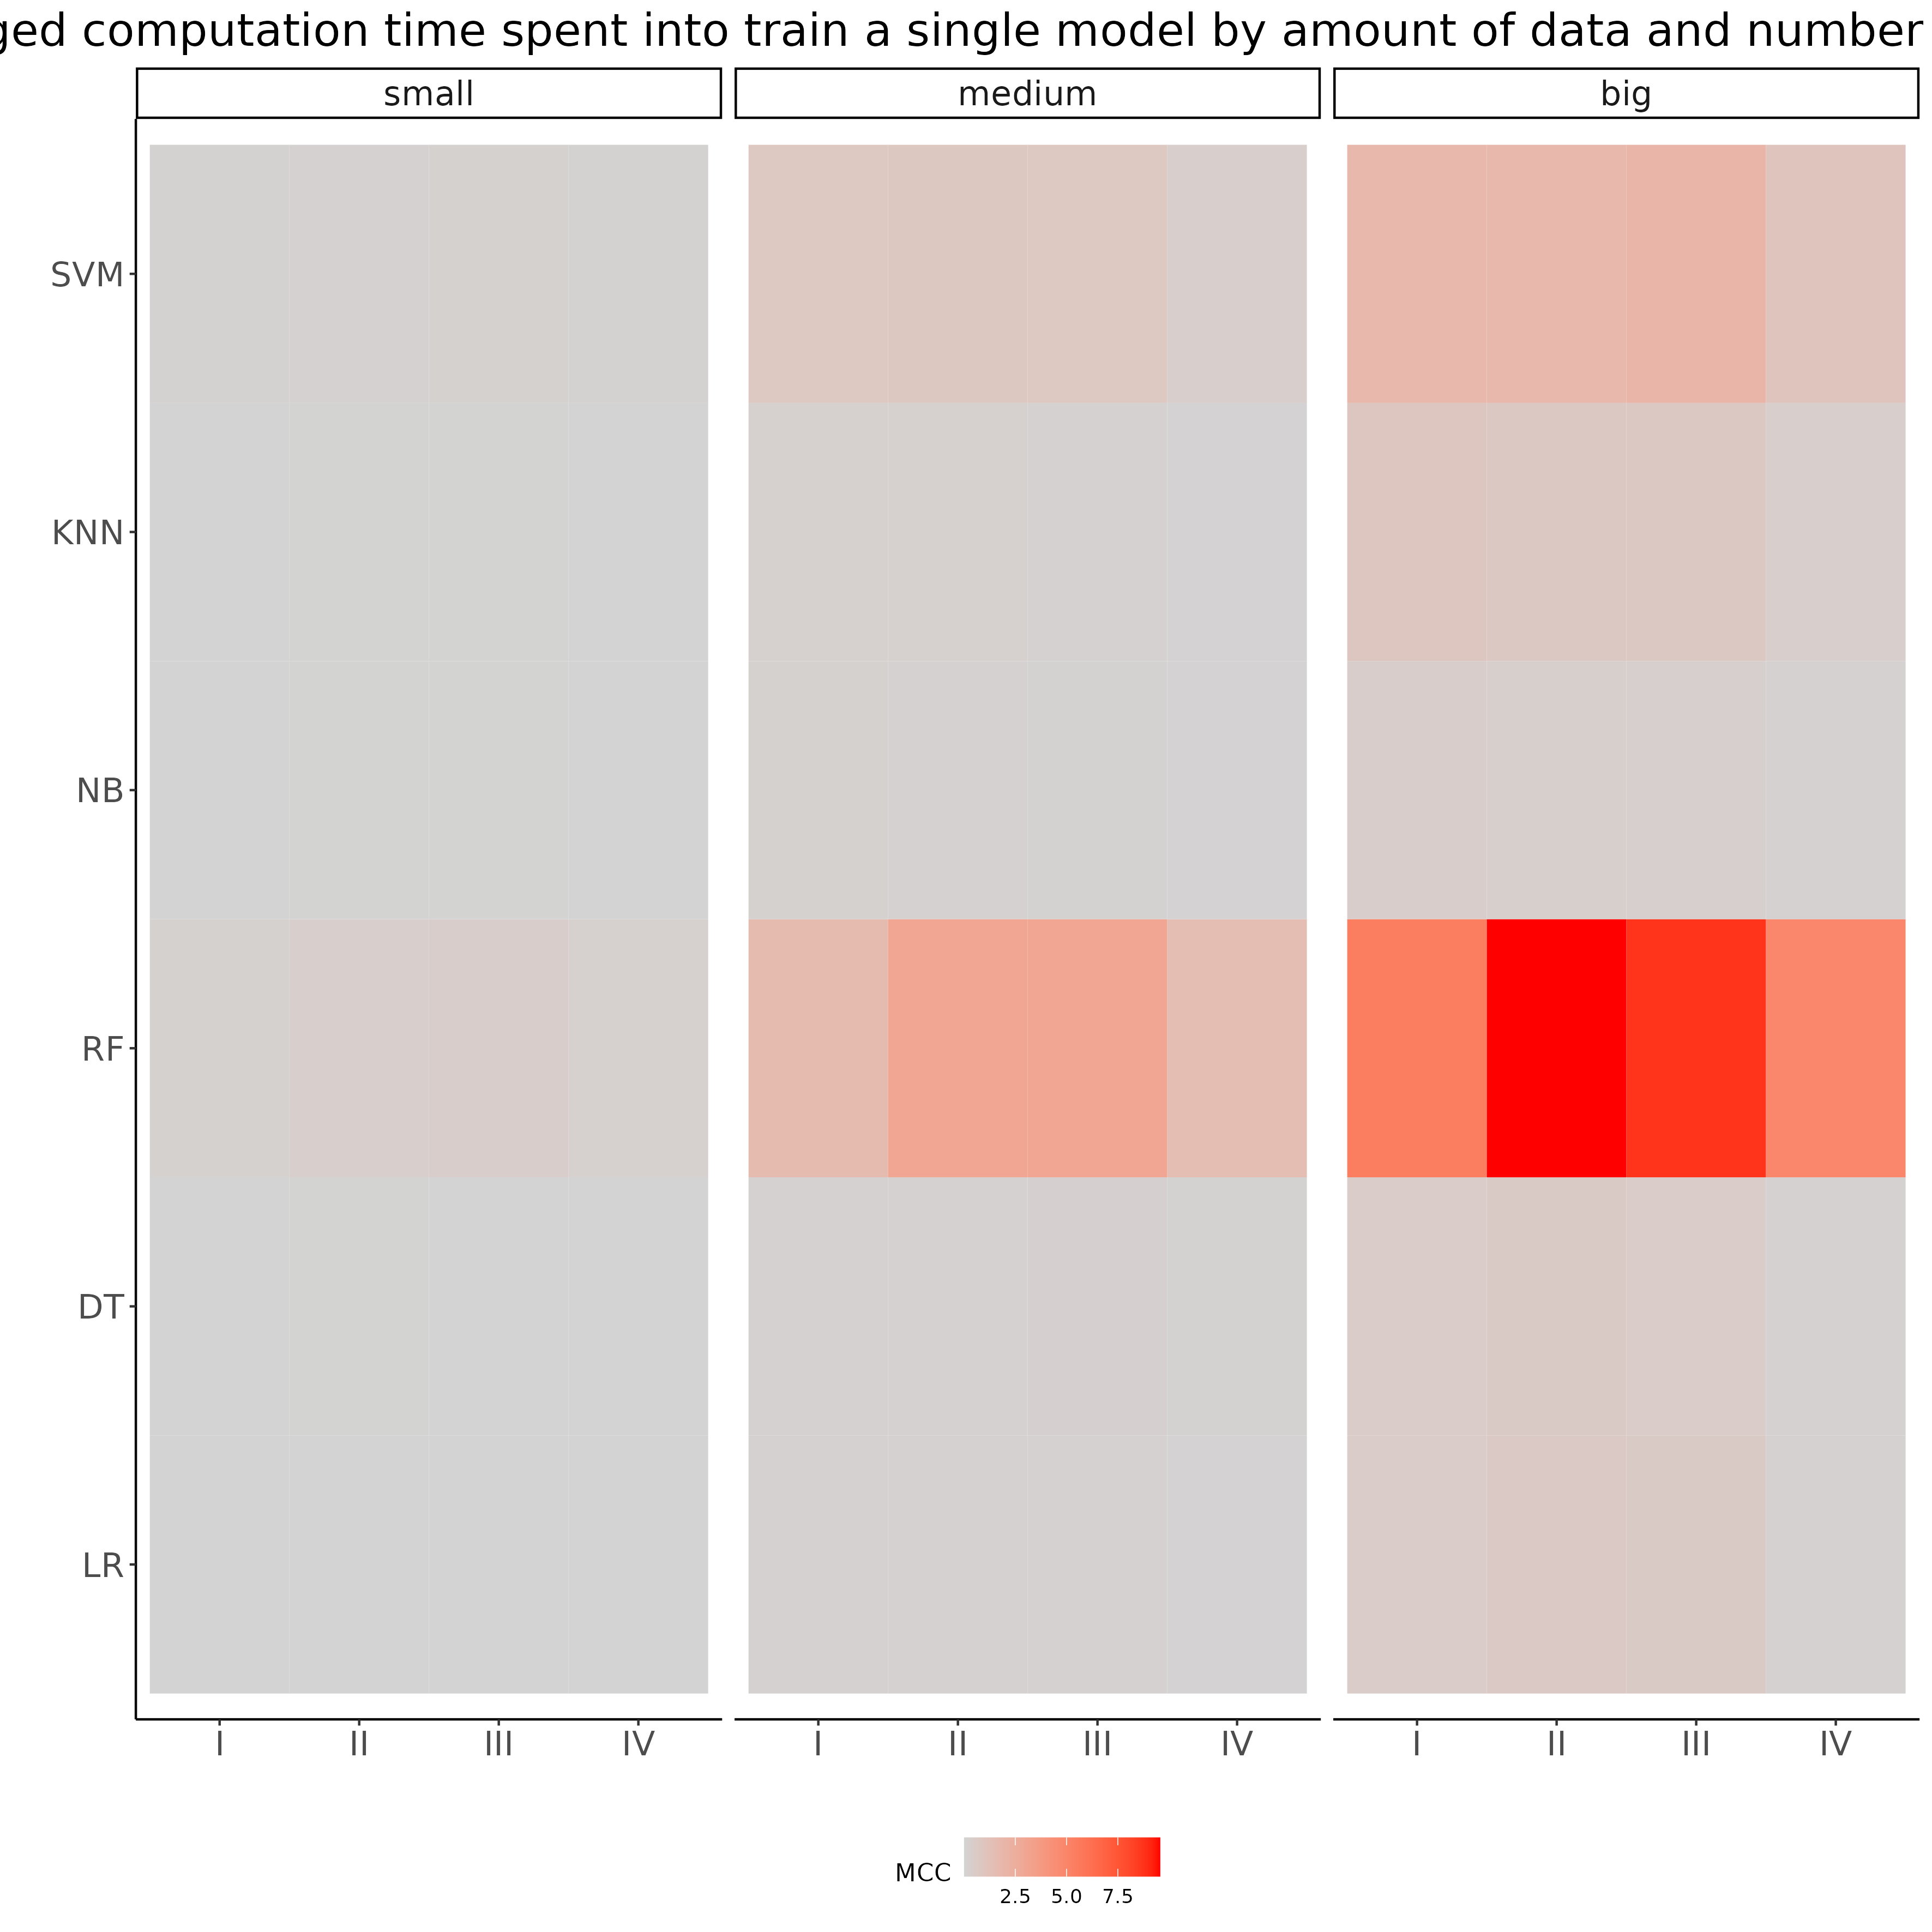 ged computation time spent into train a single model by amount of data and number
small medium big
SVM
KNN
NB
RF
DT
LR
I II III IV I II III IV I II III IV
MCC
2.5 5.0 7.5